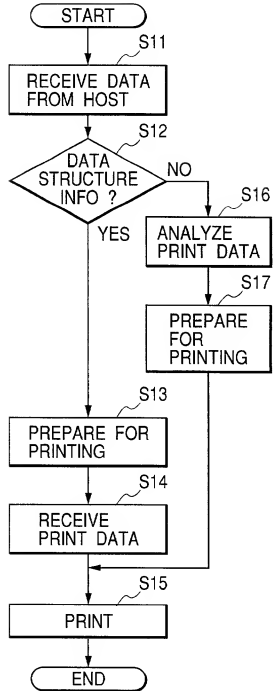 START
S11
RECEIVE DATA
FROM HOST
S12
DATA
STRUCTURE
INFO ?
NO
YES
S16
ANALYZE
PRINT DATA
S17
PREPARE
FOR
PRINTING
S13
PREPARE FOR
PRINTING
S14
RECEIVE
PRINT DATA
S15
PRINT
END